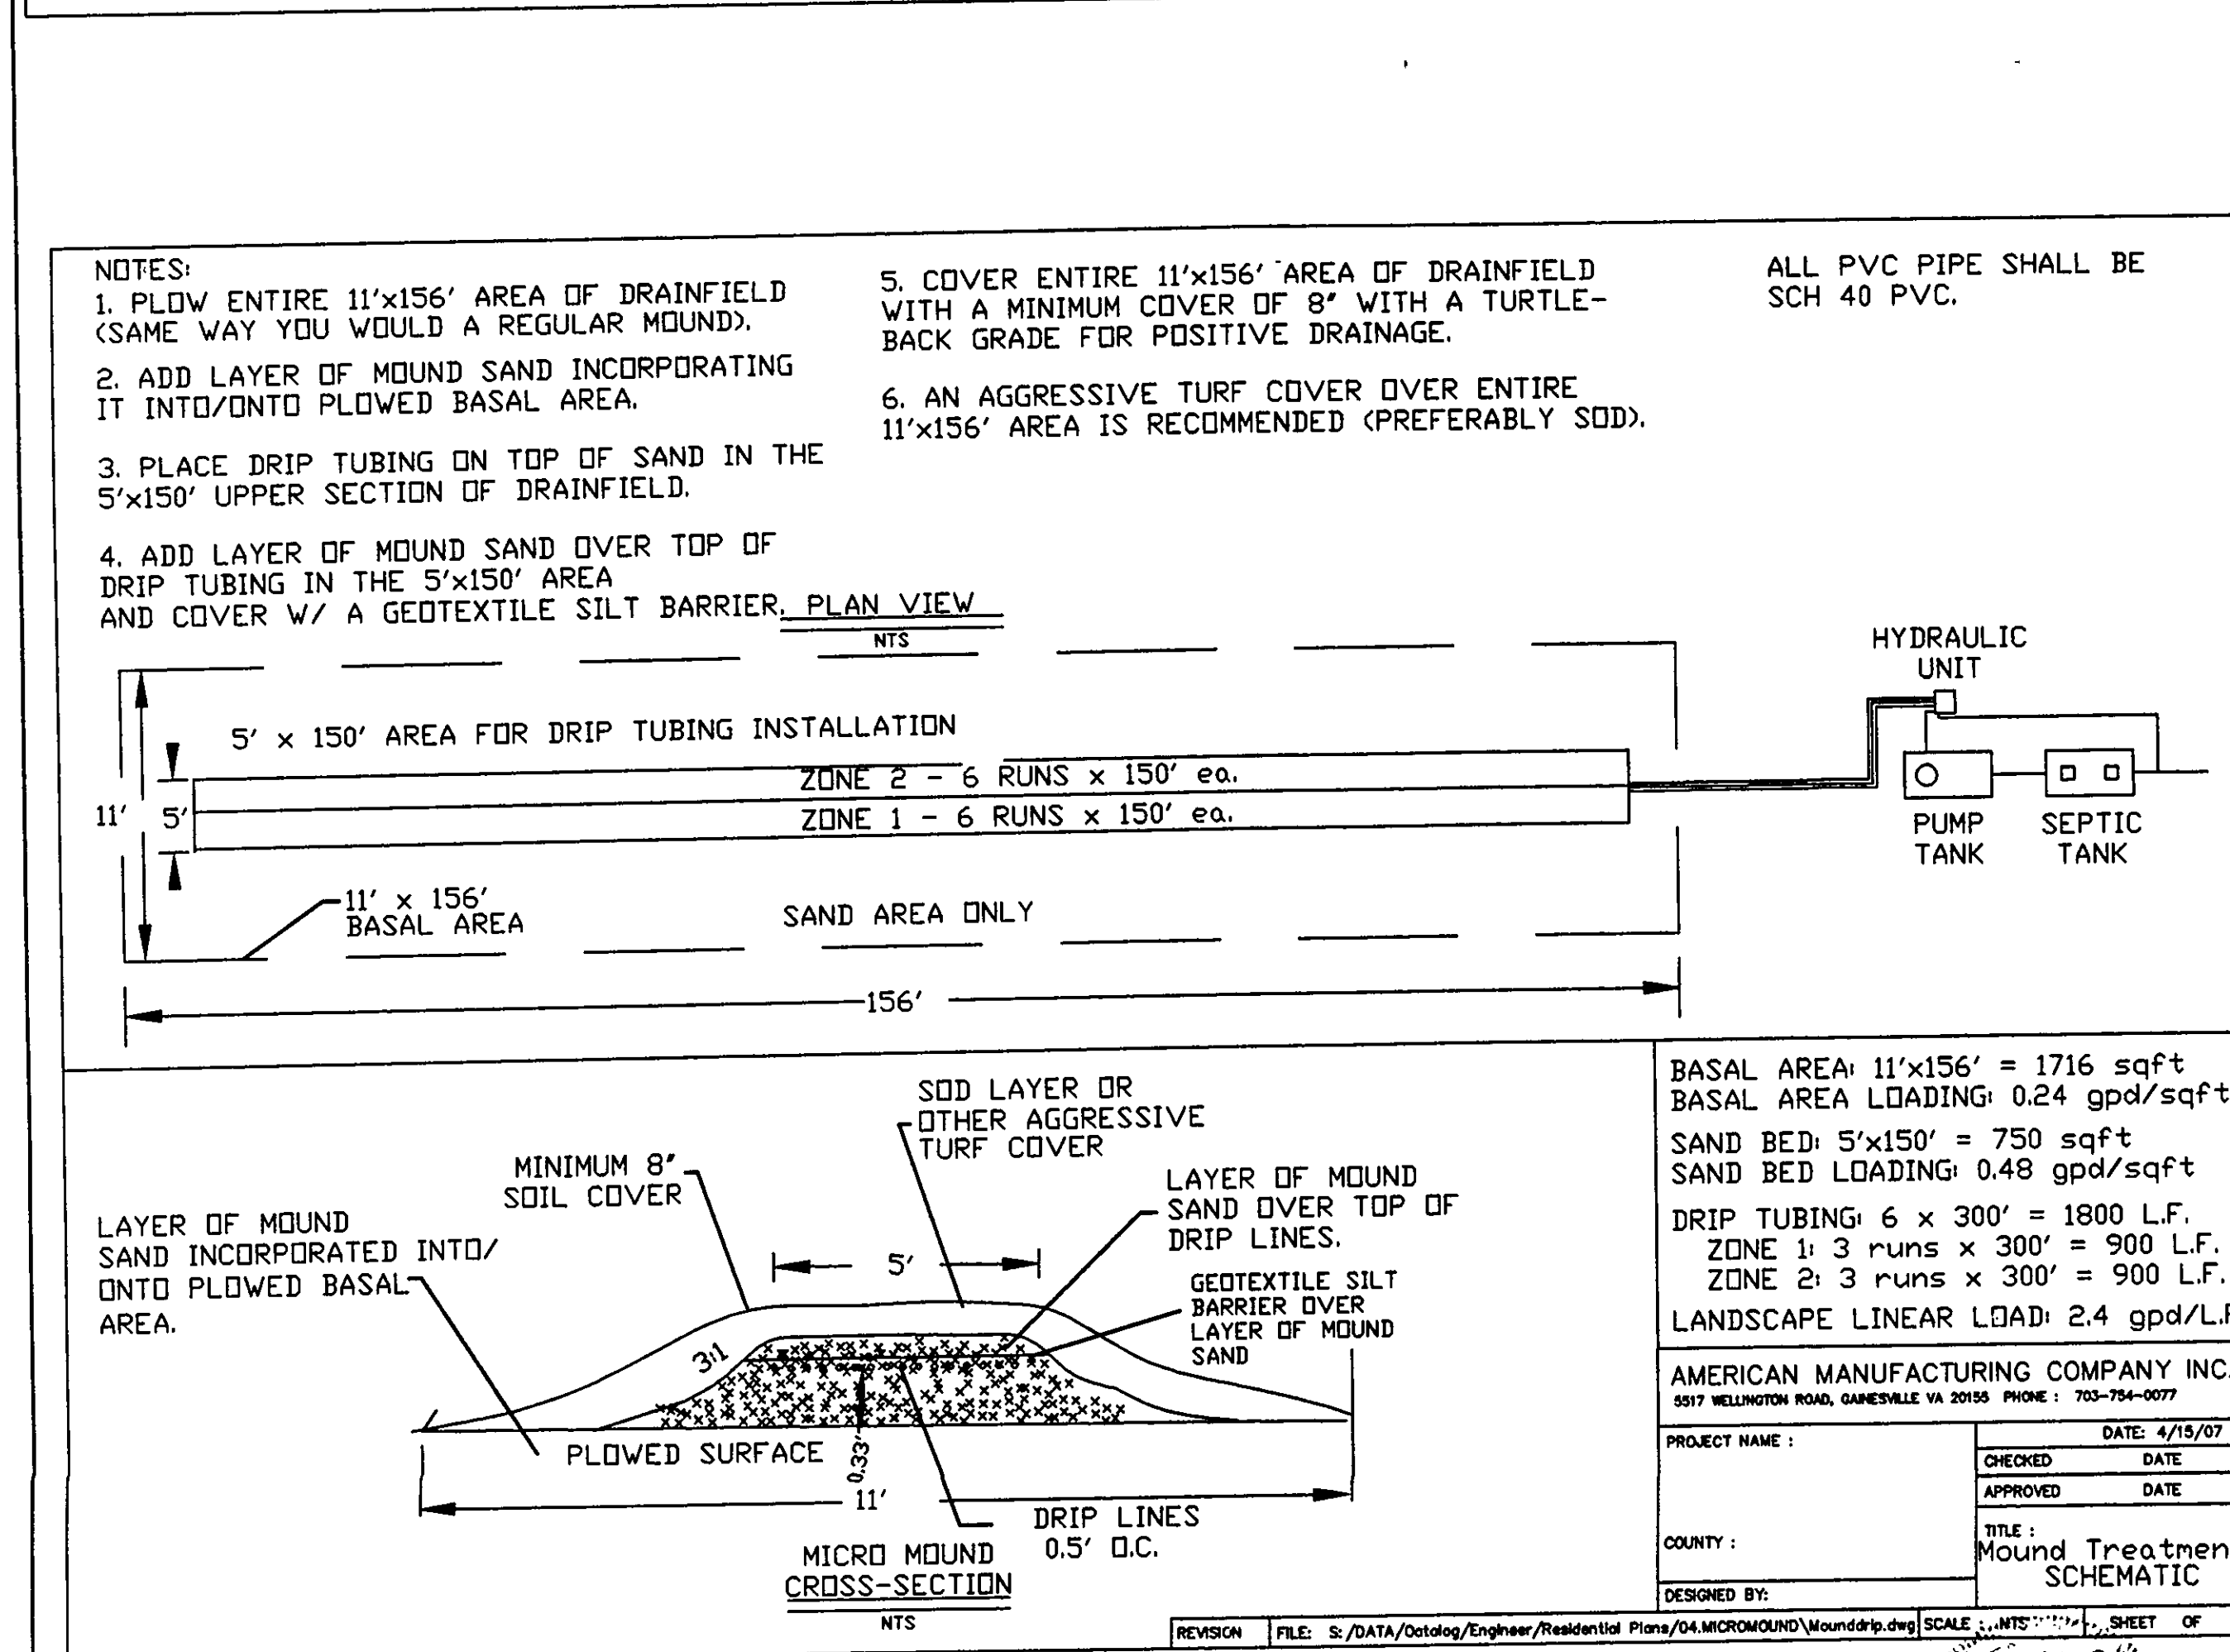 NOTES:
1. PLOW ENTIRE 11'x156' AREA OF DRAINFIELD
(SAME WAY YOU WOULD A REGULAR MOUND).
2. ADD LAYER OF MOUND SAND INCORPORATING
IT INTO/ONTO PLOWED BASAL AREA.
3. PLACE DRIP TUBING ON TOP OF SAND IN THE
5'x150' UPPER SECTION OF DRAINFIELD.
4. ADD LAYER OF MOUND SAND OVER TOP OF
DRIP TUBING IN THE 5'x150' AREA
AND COVER W/ A GEOTEXTILE SILT BARRIER.
5. COVER ENTIRE 11'x156' AREA OF DRAINFIELD
WITH A MINIMUM COVER OF 8" WITH A TURTLE-
BACK GRADE FOR POSITIVE DRAINAGE.
6. AN AGGRESSIVE TURF COVER OVER ENTIRE
11'x156' AREA IS RECOMMENDED (PREFERABLY SOD).
ALL PVC PIPE SHALL BE
SCH 40 PVC.
PLAN VIEW
NTS
HYDRAULIC
UNIT
5' x 150' AREA FOR DRIP TUBING INSTALLATION
ZONE 2 - 6 RUNS x 150' ea.
ZONE 1 - 6 RUNS x 150' ea.
11'
5'
PUMP
TANK
SEPTIC
TANK
11' x 156'
BASAL AREA
SAND AREA ONLY
156'
SOD LAYER OR
OTHER AGGRESSIVE
TURF COVER
MINIMUM 8"
SOIL COVER
LAYER OF MOUND
SAND OVER TOP OF
DRIP LINES.
LAYER OF MOUND
SAND INCORPORATED INTO/
ONTO PLOWED BASAL
AREA.
5'
GEOTEXTILE SILT
BARRIER OVER
LAYER OF MOUND
SAND
3:1
PLOWED SURFACE
0.33'
11'
DRIP LINES
0.5' O.C.
MICRO MOUND
CROSS-SECTION
NTS
BASAL AREA: 11'x156' = 1716 sqft
BASAL AREA LOADING: 0.24 gpd/sqft
SAND BED: 5'x150' = 750 sqft
SAND BED LOADING: 0.48 gpd/sqft
DRIP TUBING: 6 x 300' = 1800 L.F.
ZONE 1: 3 runs x 300' = 900 L.F.
ZONE 2: 3 runs x 300' = 900 L.F.
LANDSCAPE LINEAR LOAD: 2.4 gpd/L.F
AMERICAN MANUFACTURING COMPANY INC.
5517 WELLINGTON ROAD, GAINESVILLE VA 20155 PHONE : 703-754-0077
PROJECT NAME :
DATE: 4/15/07
CHECKED DATE
APPROVED DATE
COUNTY :
TITLE :
Mound Treatmen
SCHEMATIC
DESIGNED BY:
REVISION FILE: S:/DATA/Datalog/Engineer/Residential Plans/04.MICROMOUND\Mounddrip.dwg SCALE : NTS SHEET OF